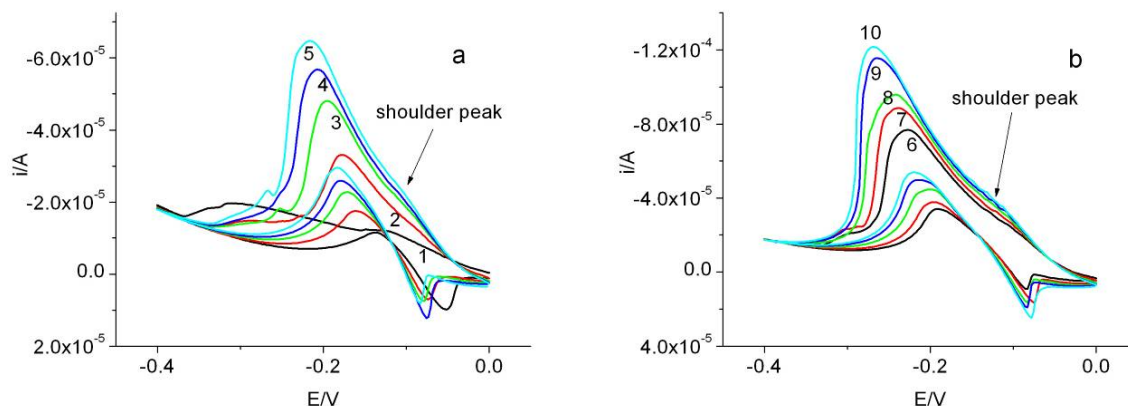 a
-6.0x10⁻⁵
-4.0x10⁻⁵
-2.0x10⁻⁵
0.0
2.0x10⁻⁵
i/A
5
4
3
2
1
shoulder peak
-0.4
-0.2
0.0
E/V
b
-1.2x10⁻⁴
-8.0x10⁻⁵
-4.0x10⁻⁵
0.0
4.0x10⁻⁵
i/A
10
9
8
7
6
shoulder peak
-0.4
-0.2
0.0
E/V